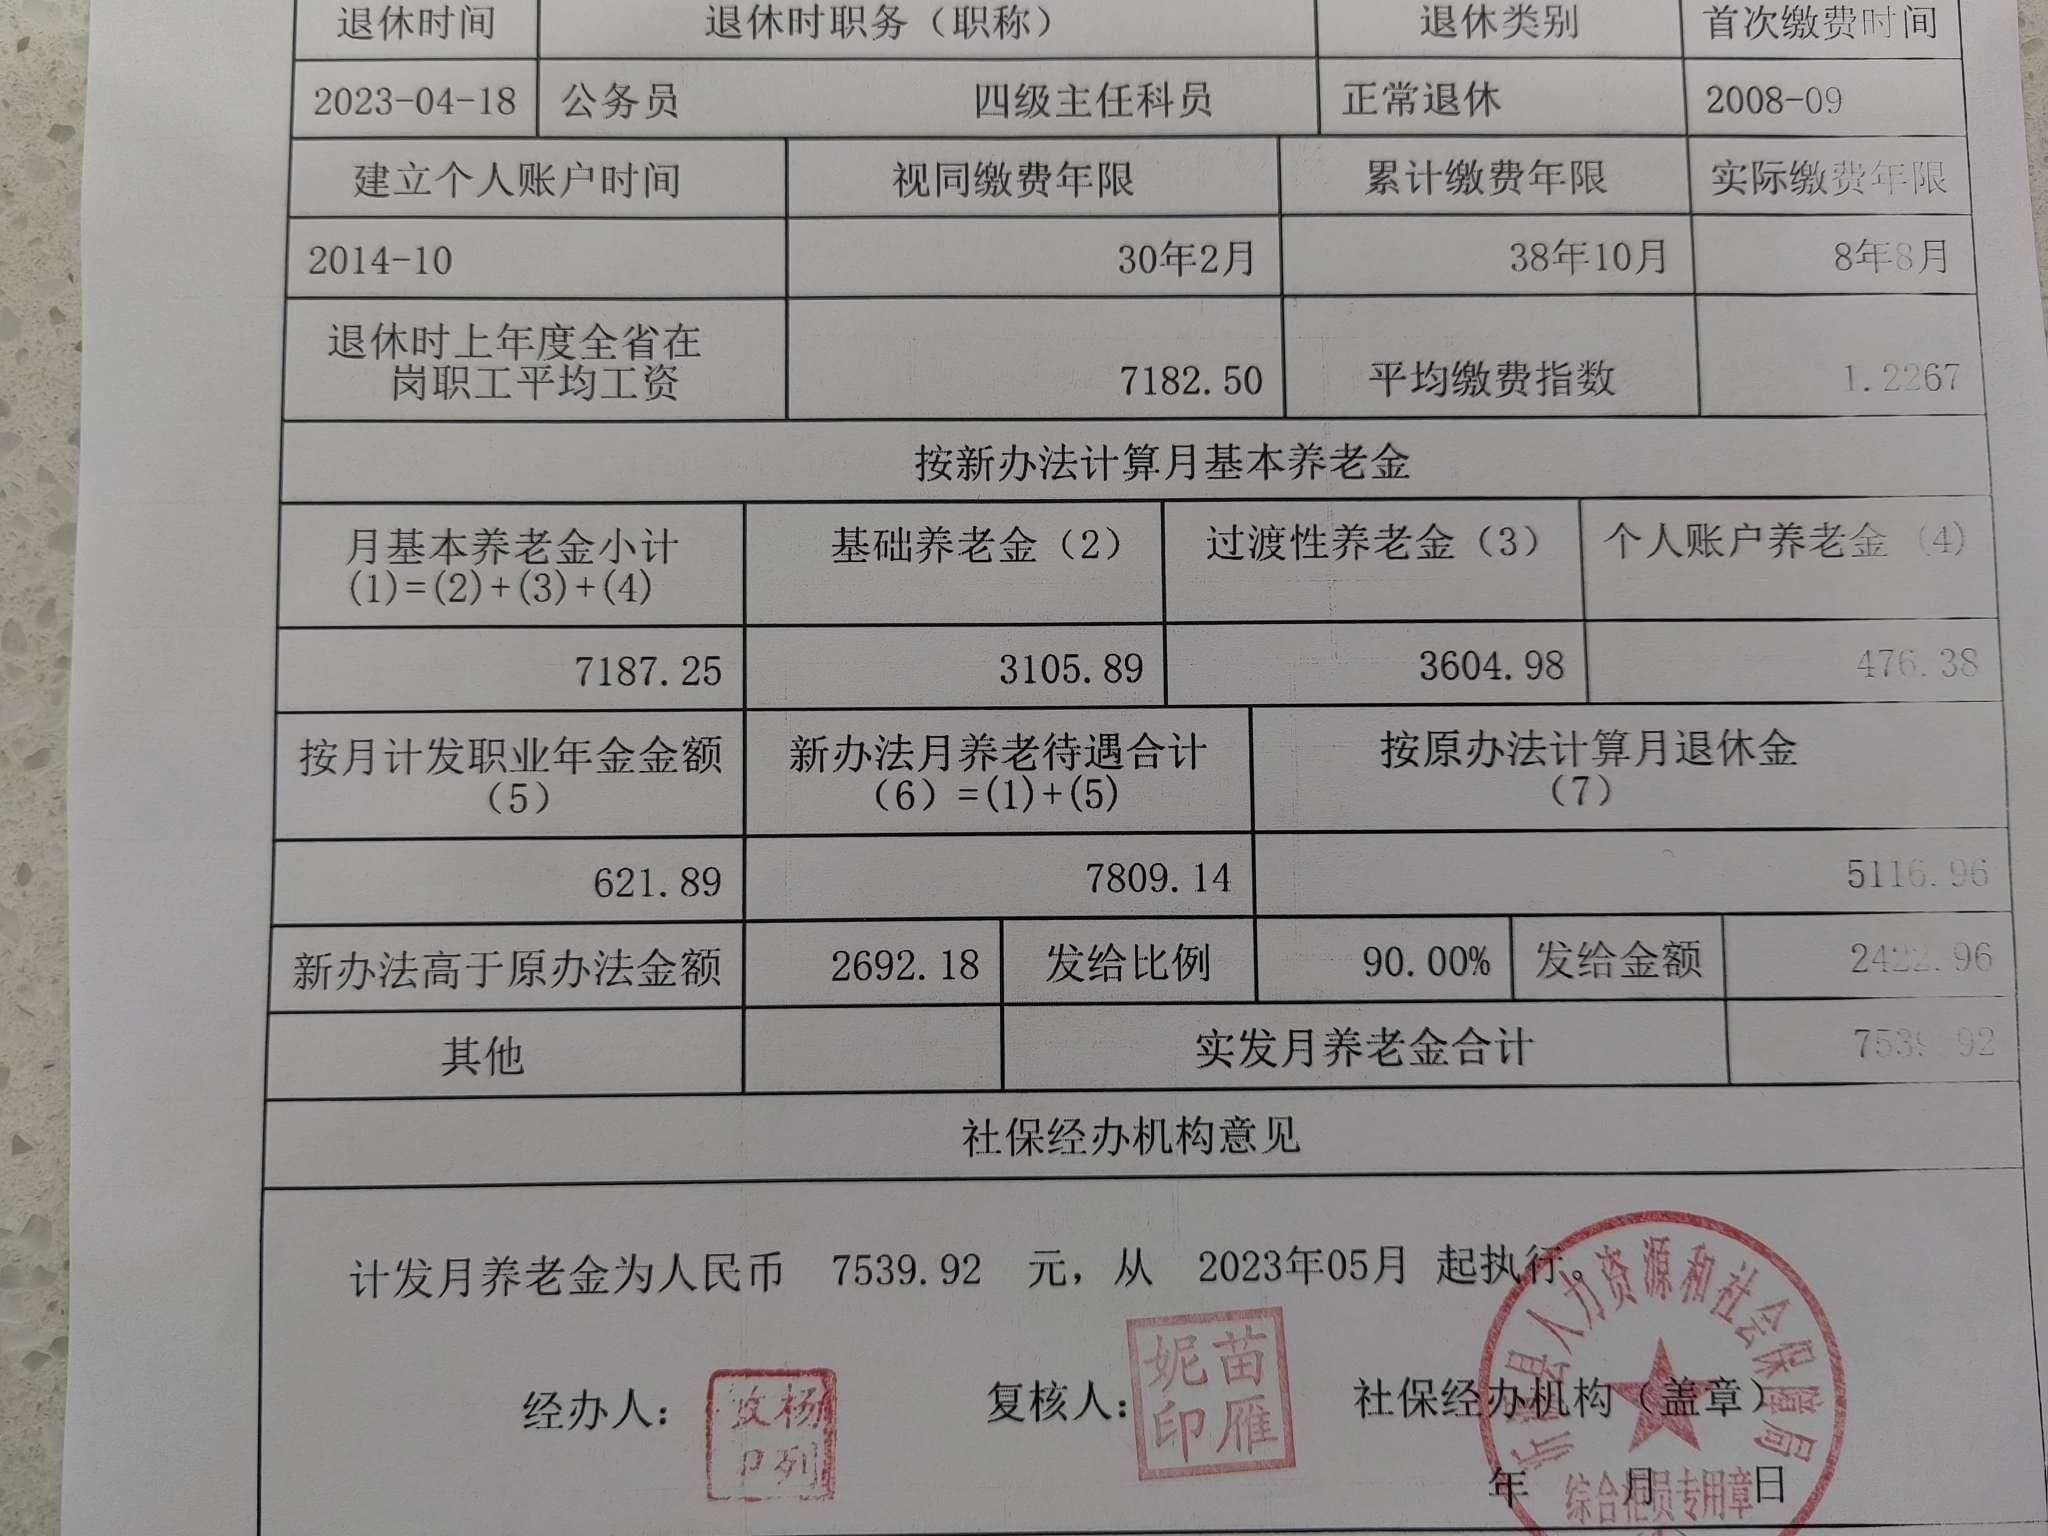 退休时间 退休时职务（职称） 退休类别 首次缴费时间
2023-04-18 公务员 四级主任科员 正常退休 2008-09
建立个人账户时间 视同缴费年限 累计缴费年限 实际缴费年限
2014-10 30年2月 38年10月 8年8月
退休时上年度全省在
岗职工平均工资 7182.50 平均缴费指数 1.2267
按新办法计算月基本养老金
月基本养老金小计 基础养老金（2） 过渡性养老金（3） 个人账户养老金（4）
(1)=(2)+(3)+(4)
7187.25 3105.89 3604.98 476.38
按月计发职业年金金额 新办法月养老待遇合计 按原办法计算月退休金
（5） （6）=(1)+(5) （7）
621.89 7809.14 5116.96
新办法高于原办法金额 2692.18 发给比例 90.00% 发给金额 2422.96
其他 实发月养老金合计 7539.92
社保经办机构意见
计发月养老金为人民币 7539.92 元，从 2023年05月 起执行。
经办人： 复核人： 社保经办机构（盖章）
苗雁妮印
县人力资源和社会保障局
年 月 日
综合柜员专用章